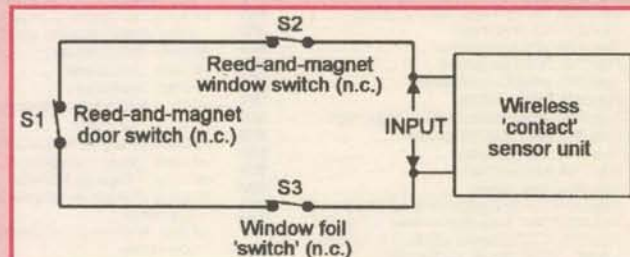 S2
Reed-and-magnet
window switch (n.c.)
S1
Reed-and-magnet
door switch (n.c.)
INPUT
Wireless
'contact'
sensor unit
S3
Window foil
'switch' (n.c.)